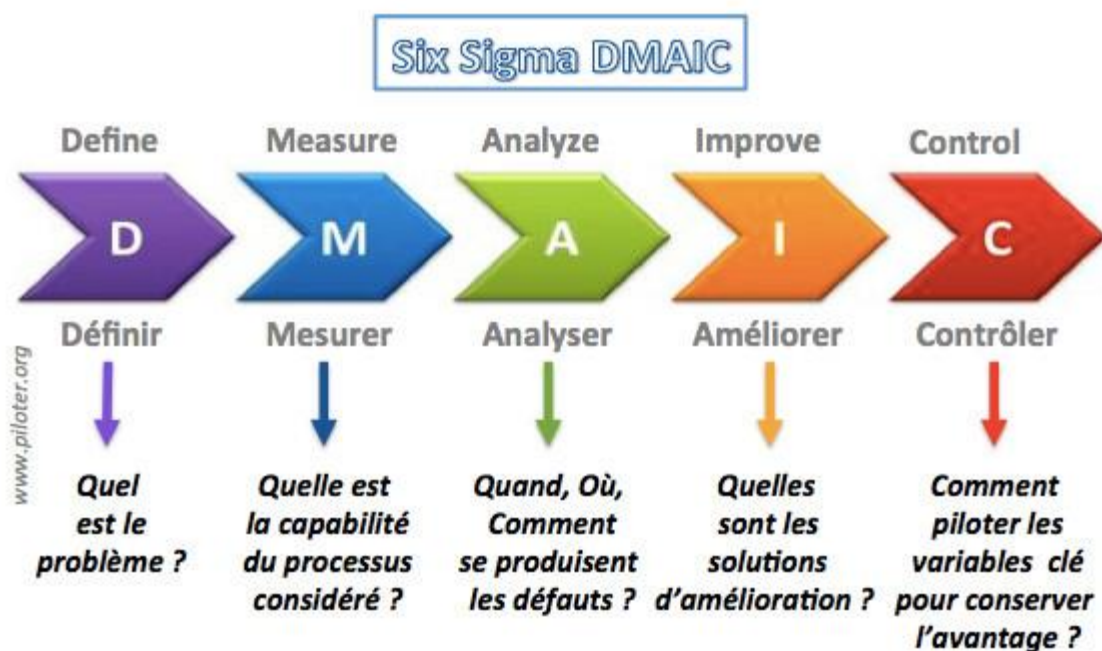 Six Sigma DMAIC
Define
Measure
Analyze
Improve
Control
D
M
A
I
C
Définir
Mesurer
Analyser
Améliorer
Contrôler
www.piloter.org
Quel
est le
problème ?
Quelle est
la capabilité
du processus
considéré ?
Quand, Où,
Comment
se produisent
les défauts ?
Quelles
sont les
solutions
d'amélioration ?
Comment
piloter les
variables clé
pour conserver
l'avantage ?